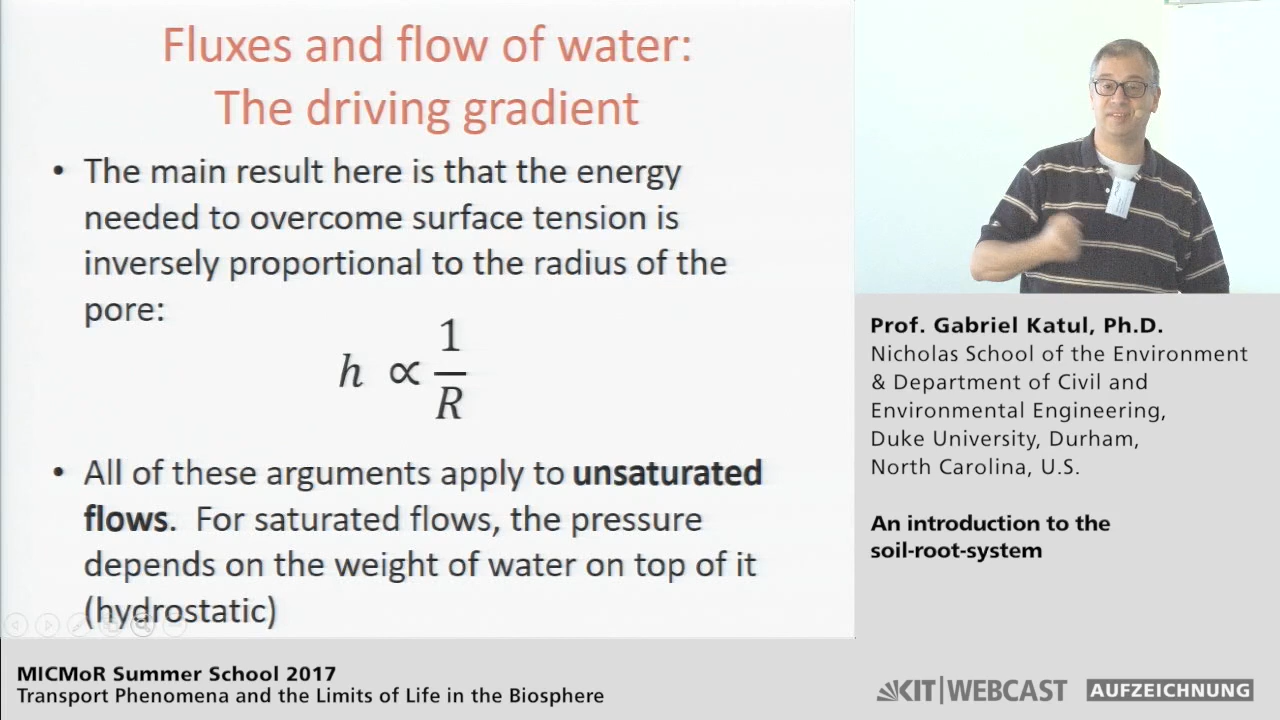 Fluxes and flow of water:
The driving gradient
• The main result here is that the energy
needed to overcome surface tension is
inversely proportional to the radius of the
pore:
h ∝ 1/R
• All of these arguments apply to unsaturated
flows. For saturated flows, the pressure
depends on the weight of water on top of it
(hydrostatic)
Prof. Gabriel Katul, Ph.D.
Nicholas School of the Environment
& Department of Civil and
Environmental Engineering,
Duke University, Durham,
North Carolina, U.S.
An introduction to the
soil-root-system
MICMoR Summer School 2017
Transport Phenomena and the Limits of Life in the Biosphere
KIT|WEBCAST AUFZEICHNUNG